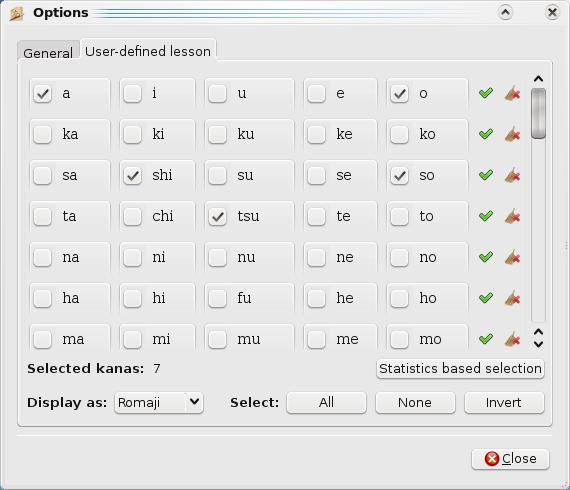 Options
General User-defined lesson
a i u e o
ka ki ku ke ko
sa shi su se so
ta chi tsu te to
na ni nu ne no
ha hi fu he ho
ma mi mu me mo
Selected kanas: 7 Statistics based selection
Display as: Romaji Select: All None Invert
Close